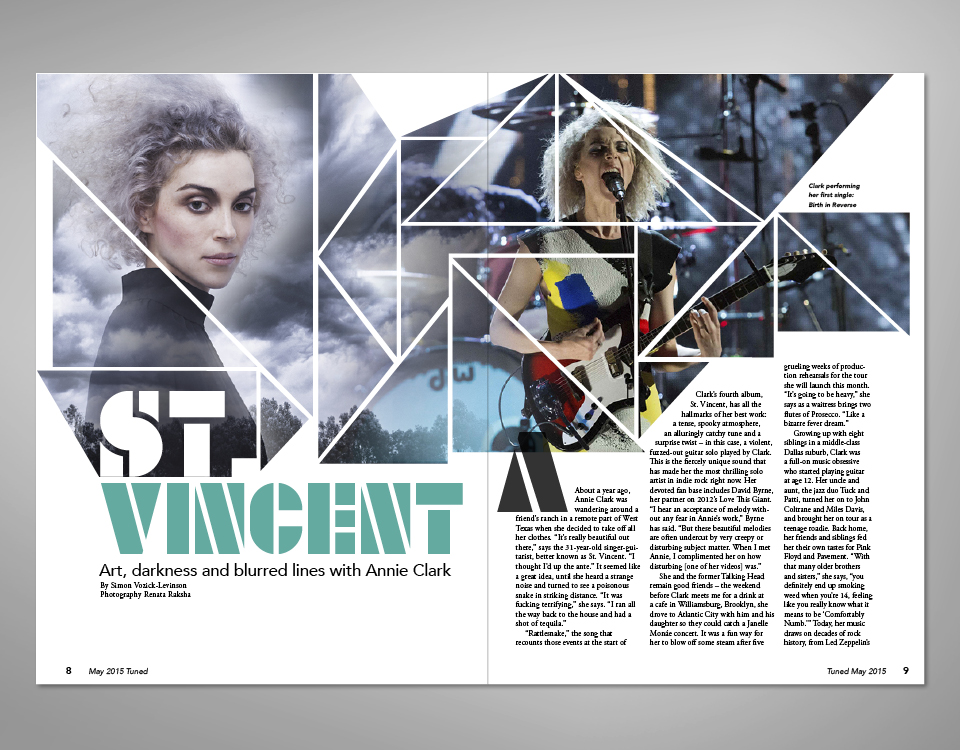 ST.
VINCENT
Art, darkness and blurred lines with Annie Clark
By Simon Vozick-Levinson
Photography Renata Raksha
8 May 2015 Tuned
Clark performing
her first single:
Birth in Reverse
A
About a year ago,
Annie Clark was
wandering around a
friend's ranch in a remote part of West
Texas when she decided to take off all
her clothes. "It's really beautiful out
there," says the 31-year-old singer-gui-
tarist, better known as St. Vincent. "I
thought I'd up the ante." It seemed like
a great idea, until she heard a strange
noise and turned to see a poisonous
snake in striking distance. "It was
fucking terrifying," she says. "I ran all
the way back to the house and had a
shot of tequila."
"Rattlesnake," the song that
recounts those events at the start of
Clark's fourth album,
St. Vincent, has all the
hallmarks of her best work:
a tense, spooky atmosphere,
an alluringly catchy tune and a
surprise twist – in this case, a violent,
fuzzed-out guitar solo played by Clark.
This is the fiercely unique sound that
has made her the most thrilling solo
artist in indie rock right now. Her
devoted fan base includes David Byrne,
her partner on 2012's Love This Giant.
"I hear an acceptance of melody with-
out any fear in Annie's work," Byrne
has said. "But these beautiful melodies
are often undercut by very creepy or
disturbing subject matter. When I met
Annie, I complimented her on how
disturbing [one of her videos] was."
She and the former Talking Head
remain good friends – the weekend
before Clark meets me for a drink at
a cafe in Williamsburg, Brooklyn, she
drove to Atlantic City with him and his
daughter so they could catch a Janelle
Monáe concert. It was a fun way for
her to blow off some steam after five
grueling weeks of produc-
tion rehearsals for the tour
she will launch this month.
"It's going to be heavy," she
says as a waitress brings two
flutes of Prosecco. "Like a
bizarre fever dream."
Growing up with eight
siblings in a middle-class
Dallas suburb, Clark was
a full-on music obsessive
who started playing guitar
at age 12. Her uncle and
aunt, the jazz duo Tuck and
Patti, turned her on to John
Coltrane and Miles Davis,
and brought her on tour as a
teenage roadie. Back home,
her friends and siblings fed
her their own tastes for Pink
Floyd and Pavement. "With
that many older brothers
and sisters," she says, "you
definitely end up smoking
weed when you're 14, feeling
like you really know what it
means to be 'Comfortably
Numb.'" Today, her music
draws on decades of rock
history, from Led Zeppelin's
Tuned May 2015 9